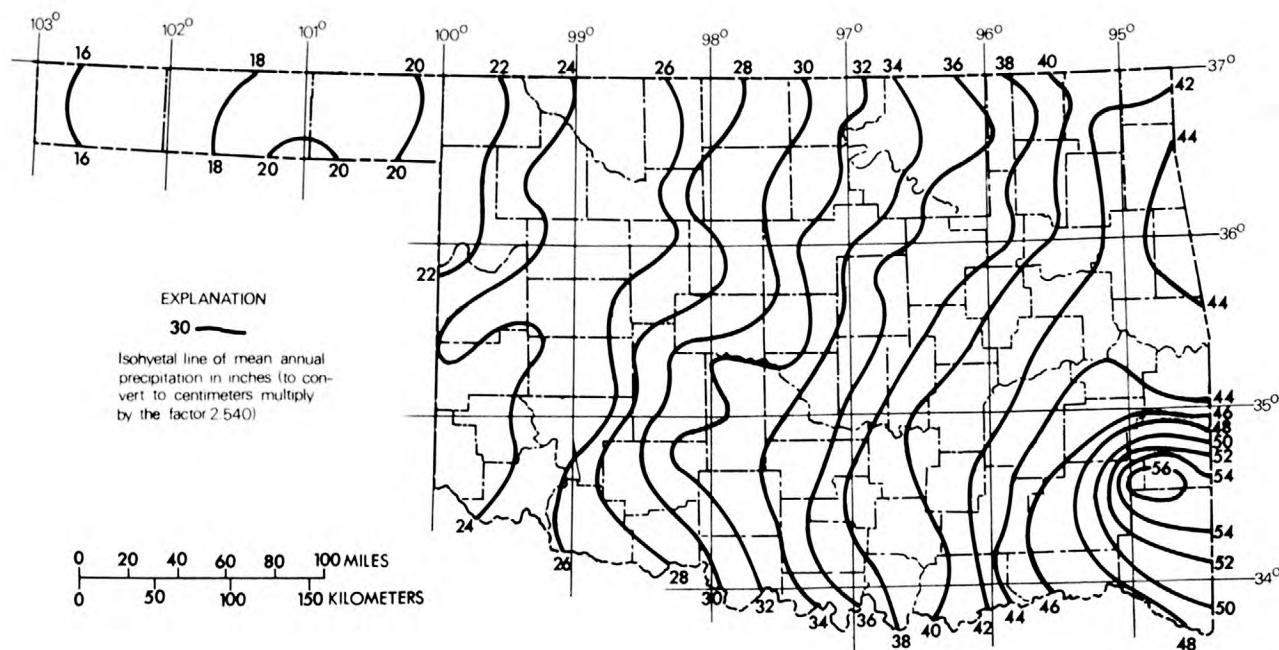 103° 102° 101° 100° 99° 98° 97° 96° 95°
16 18 20 22 24 26 28 30 32 34 36 38 40
37°
42
44
16 18 20 20 20
36°
22
44
EXPLANATION
30
Isohyetal line of mean annual
precipitation in inches (to con-
vert to centimeters multiply
by the factor 2.540)
44
35°
46
48
50
52
54
56
24
54
0 20 40 60 80 100 MILES
0 50 100 150 KILOMETERS
26 28
52
34°
30 32 34 36 38 40 42 44 46
50
48